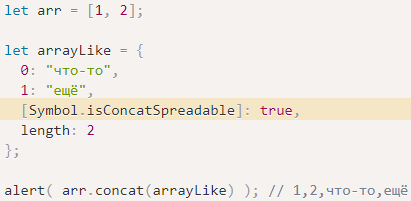 let arr = [1, 2];
let arrayLike = {
0: "что-то",
1: "ещё",
[Symbol.isConcatSpreadable]: true,
length: 2
};
alert( arr.concat(arrayLike) ); // 1,2,что-то,ещё